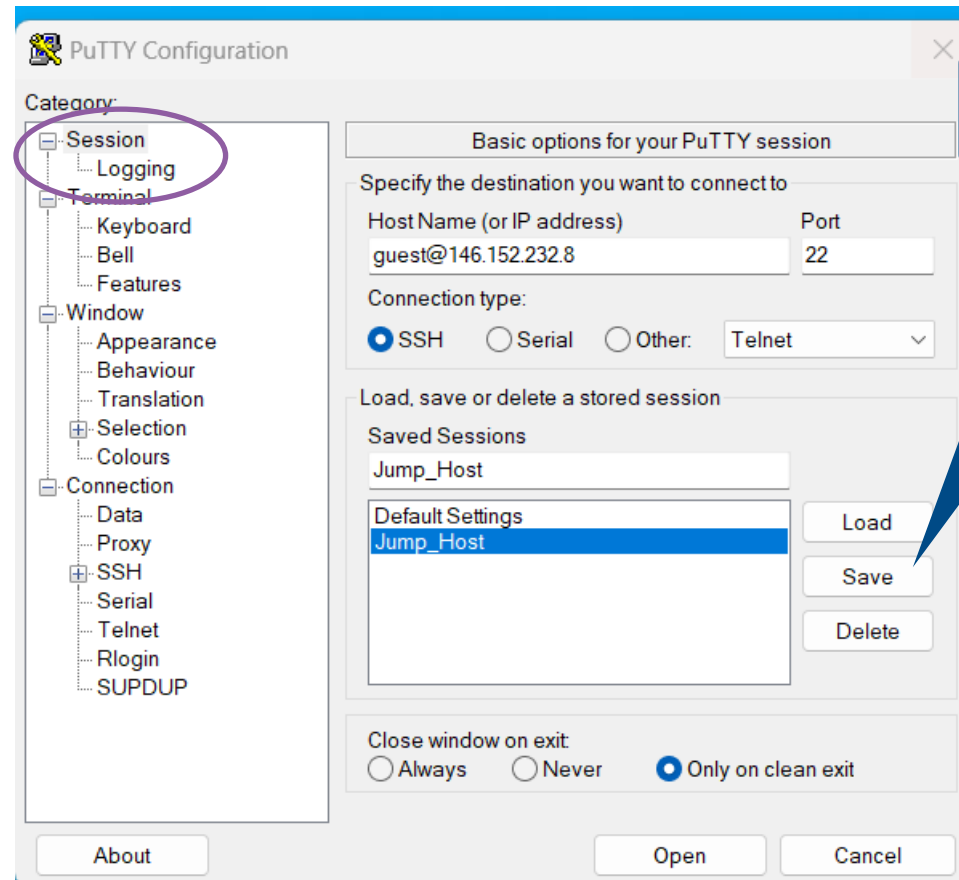 PuTTY Configuration
Category:
Session
Logging
Terminal
Keyboard
Bell
Features
Window
Appearance
Behaviour
Translation
Selection
Colours
Connection
Data
Proxy
SSH
Serial
Telnet
Rlogin
SUPDUP
Basic options for your PuTTY session
Specify the destination you want to connect to
Host Name (or IP address) Port
guest@146.152.232.8 22
Connection type:
SSH Serial Other: Telnet
Load, save or delete a stored session
Saved Sessions
Jump_Host
Default Settings
Jump_Host
Load
Save
Delete
Close window on exit:
Always Never Only on clean exit
About Open Cancel